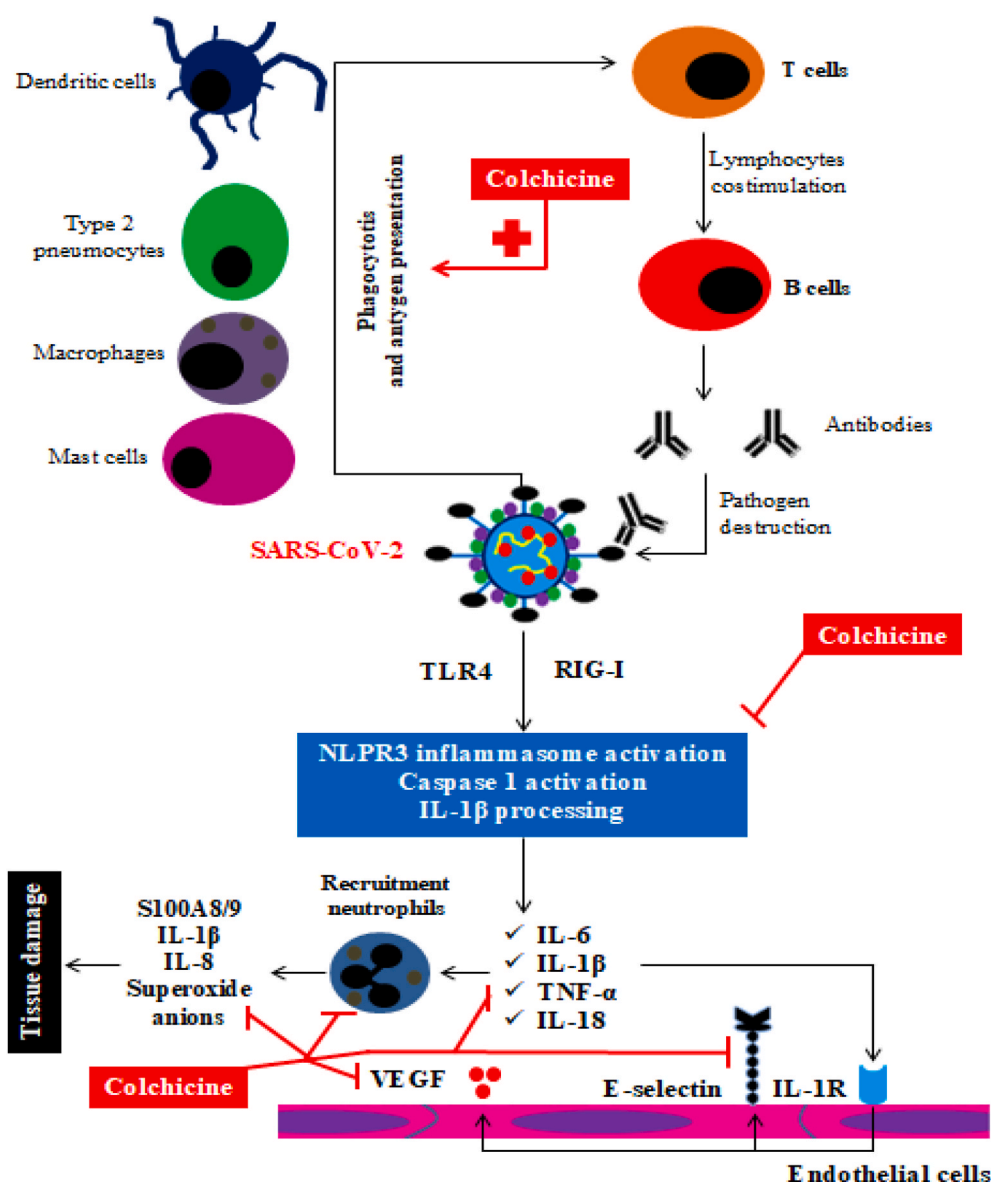 Dendritic cells
T cells
Lymphocytes
costimulation
Colchicine
Type 2
pneumocytes
Phagocytotis
and antygen presentation
B cells
Macrophages
Mast cells
Antibodies
Pathogen
destruction
SARS-CoV-2
Colchicine
TLR4
RIG-I
NLPR3 inflammasome activation
Caspase 1 activation
IL-1β processing
Tissue damage
S100A8/9
IL-1β
IL-8
Superoxide
anions
Recruitment
neutrophils
✓ IL-6
✓ IL-1β
✓ TNF-α
✓ IL-18
Colchicine
VEGF
E-selectin
IL-1R
Endothelial cells